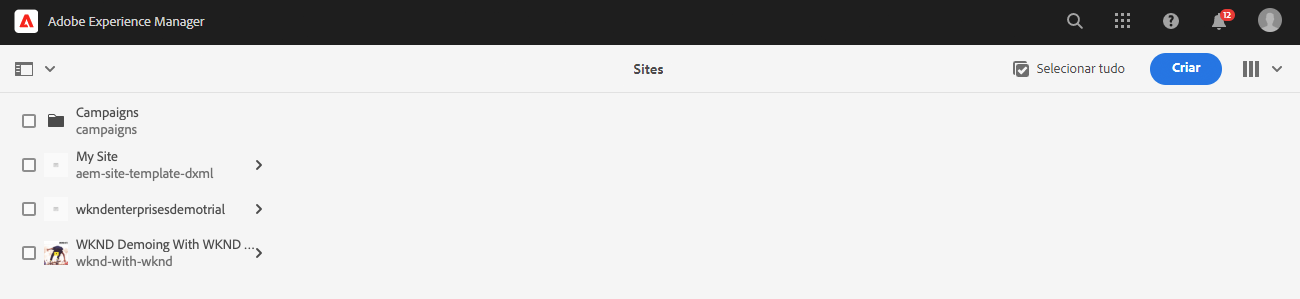 Adobe Experience Manager
12
Sites
Selecionar tudo
Criar
Campaigns
campaigns
My Site
aem-site-template-dxml
wkndenterprisesdemotrial
WKND Demoing With WKND ...
wknd-with-wknd